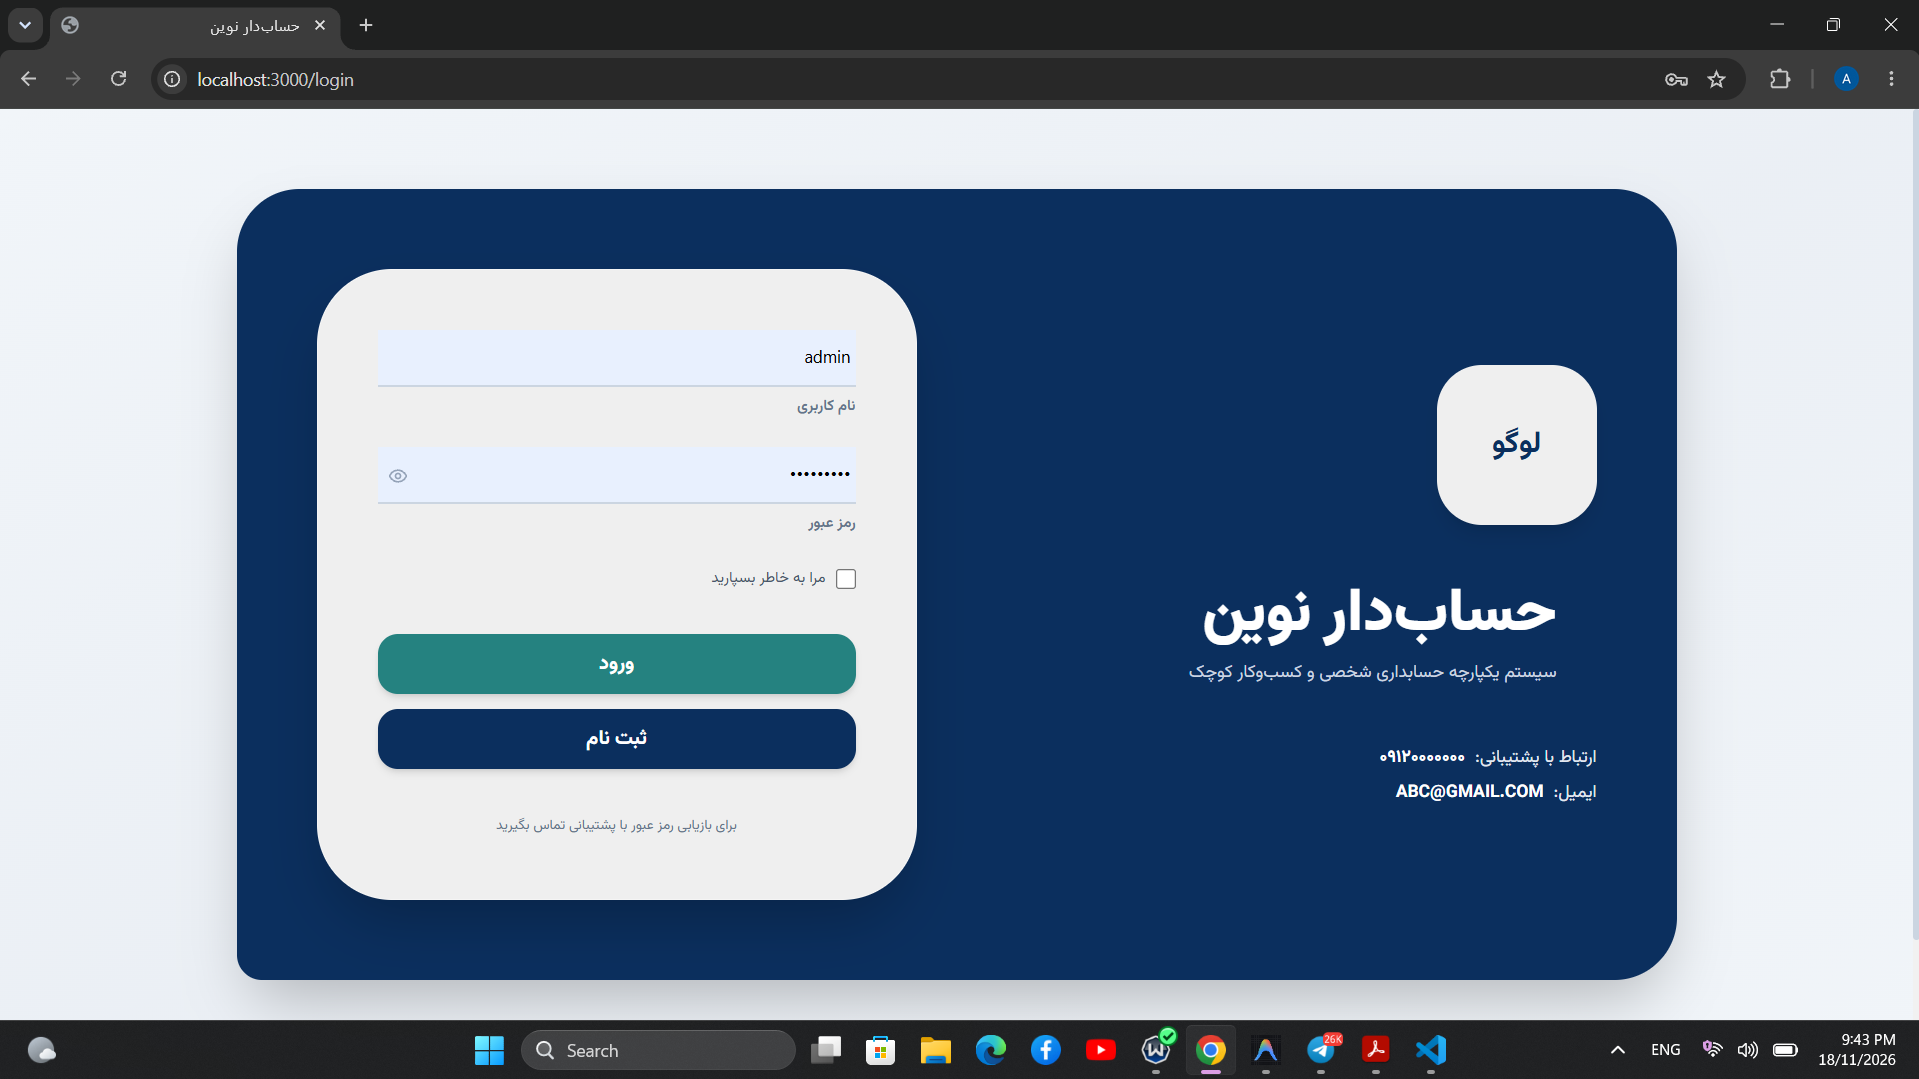 حساب‌دار نوین
localhost:3000/login
A
admin
نام کاربری
•••••••••
رمز عبور
مرا به خاطر بسپارید
ورود
ثبت نام
برای بازیابی رمز عبور با پشتیبانی تماس بگیرید
لوگو
حساب‌دار نوین
سیستم یکپارچه حسابداری شخصی و کسب‌وکار کوچک
ارتباط با پشتیبانی: ۰۹۱۲۰۰۰۰۰۰۰
ایمیل: ABC@GMAIL.COM
Search
26K
ENG
9:43 PM
18/11/2026